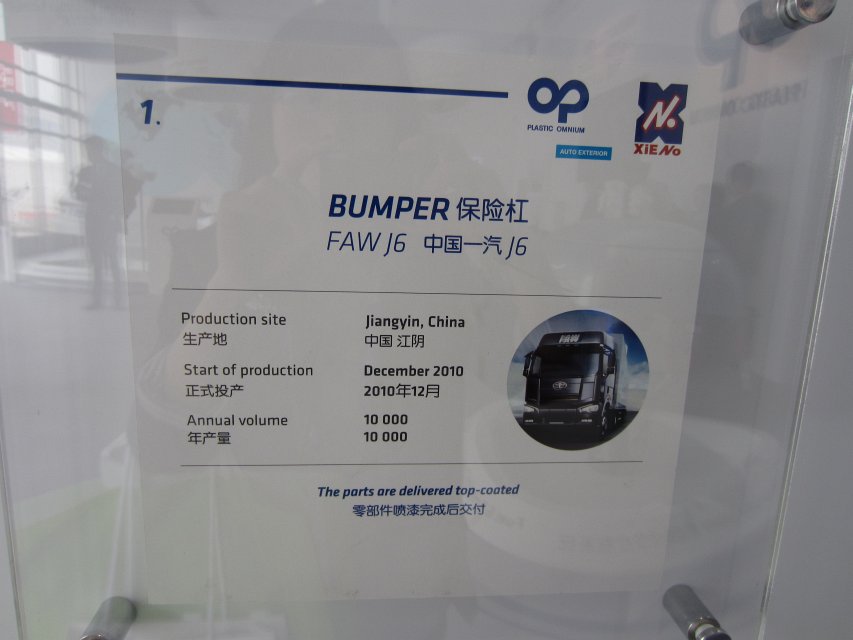 1.
OP
PLASTIC OMNIUM
AUTO EXTERIOR
XN
XiENo
BUMPER 保险杠
FAW J6 中国一汽 J6
Production site Jiangyin, China
生产地 中国 江阴
Start of production December 2010
正式投产 2010年12月
Annual volume 10 000
年产量 10 000
The parts are delivered top-coated
零部件喷漆完成后交付